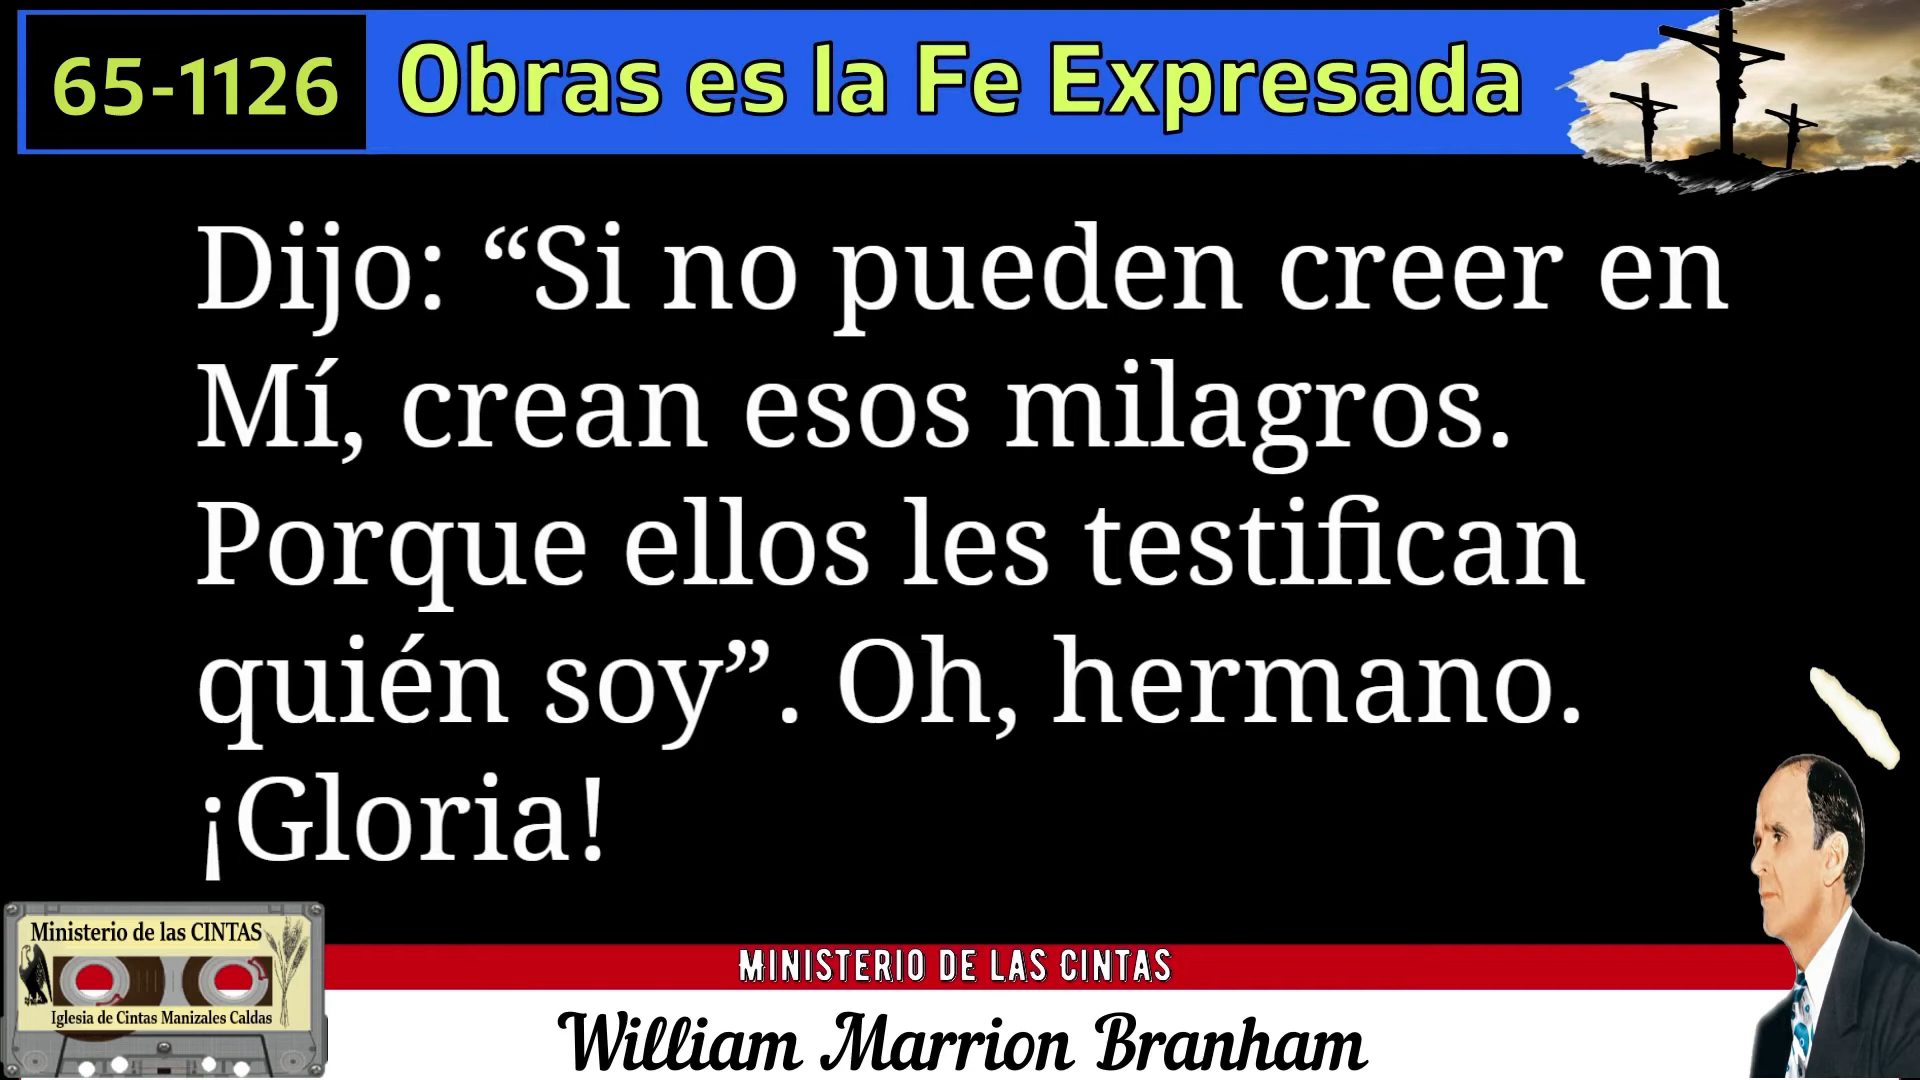 65-1126
Obras es la Fe Expresada
Dijo: “Si no pueden creer en
Mí, crean esos milagros.
Porque ellos les testifican
quién soy”. Oh, hermano.
¡Gloria!
Ministerio de las CINTAS
Iglesia de Cintas Manizales Caldas
MINISTERIO DE LAS CINTAS
William Marrion Branham